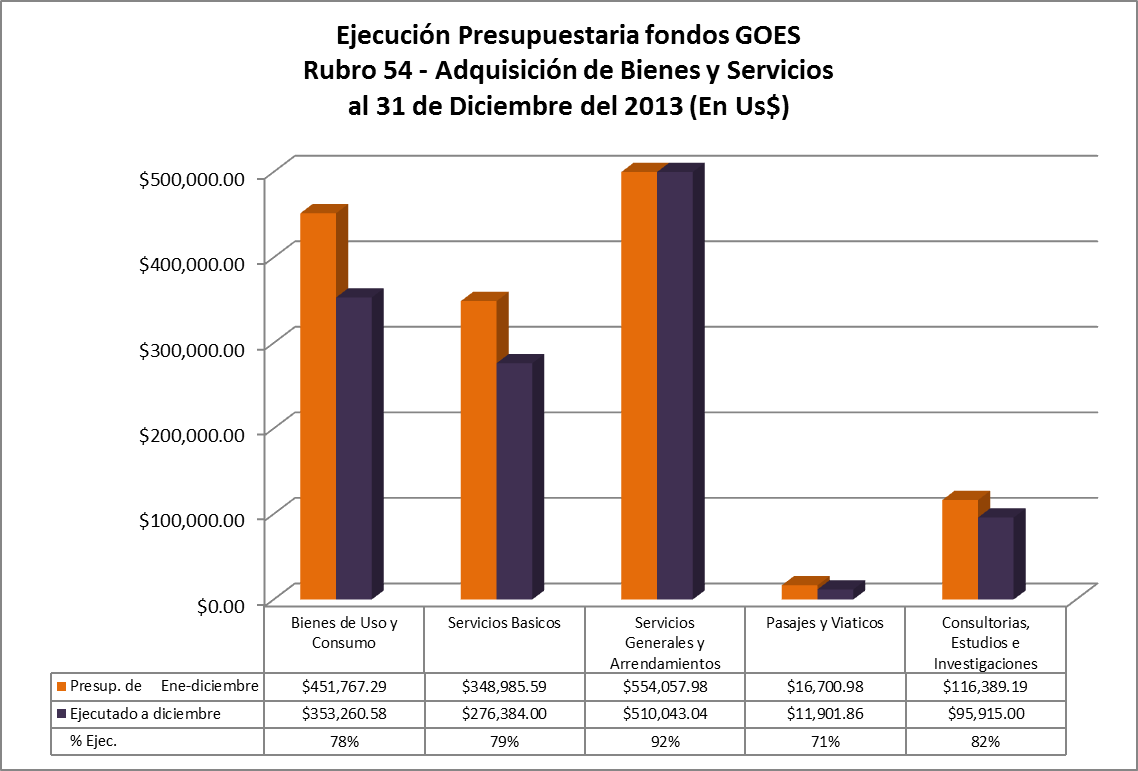 Ejecución Presupuestaria fondos GOES
Rubro 54 - Adquisición de Bienes y Servicios
al 31 de Diciembre del 2013 (En Us$)
$500,000.00
$400,000.00
$300,000.00
$200,000.00
$100,000.00
$0.00
Bienes de Uso y
Consumo
Servicios Basicos
Servicios
Generales y
Arrendamientos
Pasajes y Viaticos
Consultorias,
Estudios e
Investigaciones
Presup. de Ene-diciembre $451,767.29 $348,985.59 $554,057.98 $16,700.98 $116,389.19
Ejecutado a diciembre $353,260.58 $276,384.00 $510,043.04 $11,901.86 $95,915.00
% Ejec. 78% 79% 92% 71% 82%